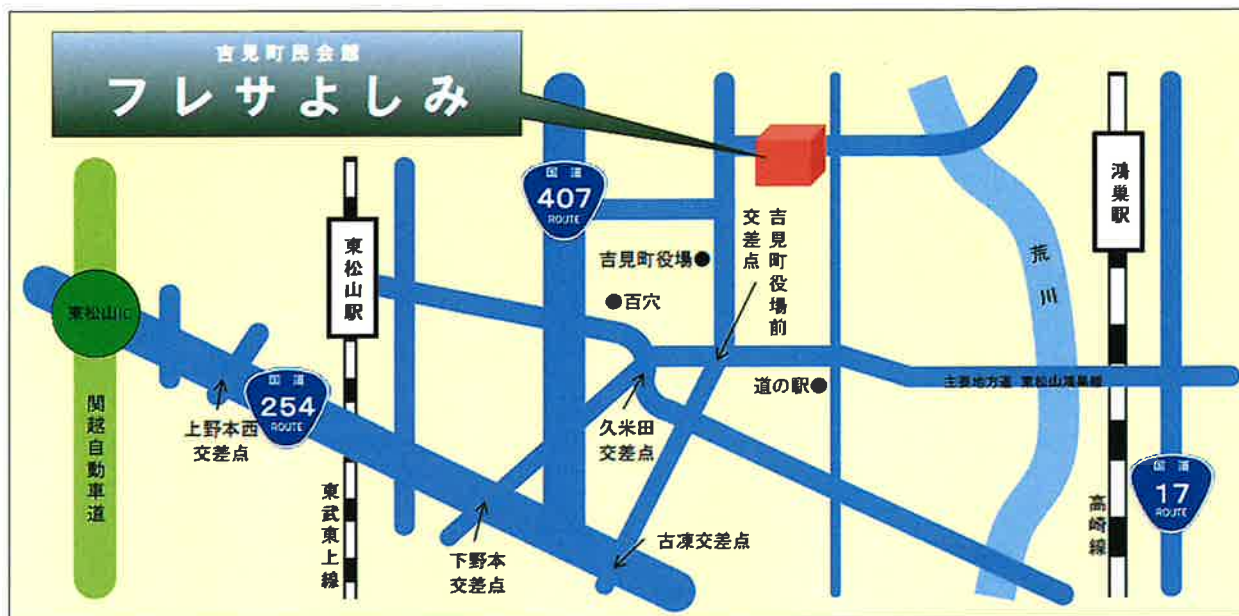 吉見町民会館
フレサよしみ
国道
407
ROUTE
東松山駅
東松山IC
関越自動車道
上野本西
交差点
国道
254
ROUTE
東武東上線
下野本
交差点
古凍交差点
久米田
交差点
吉見町役場●
●百穴
吉見町役場前
交差点
道の駅●
主要地方道 東松山鴻巣線
荒川
鴻巣駅
高崎線
国道
17
ROUTE